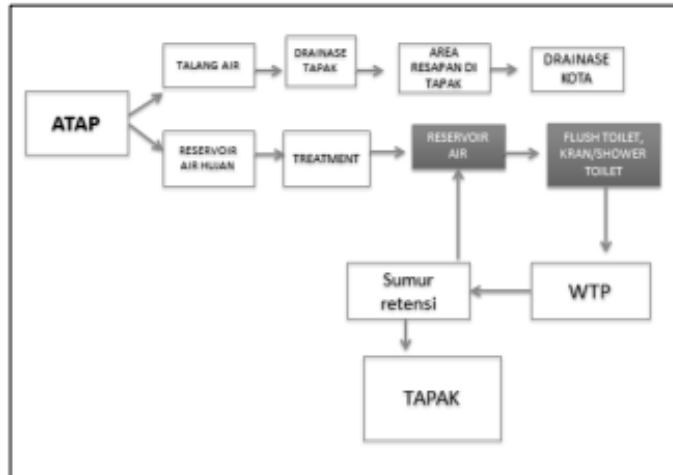 TALANG AIR
DRAINASE
TAPAK
AREA
RESAPAN DI
TAPAK
DRAINASE
KOTA
ATAP
RESERVOIR
AIR HUJAN
TREATMENT
RESERVOIR
AIR
FLUSH TOILET,
KRAN/SHOWER
TOILET
Sumur
retensi
WTP
TAPAK